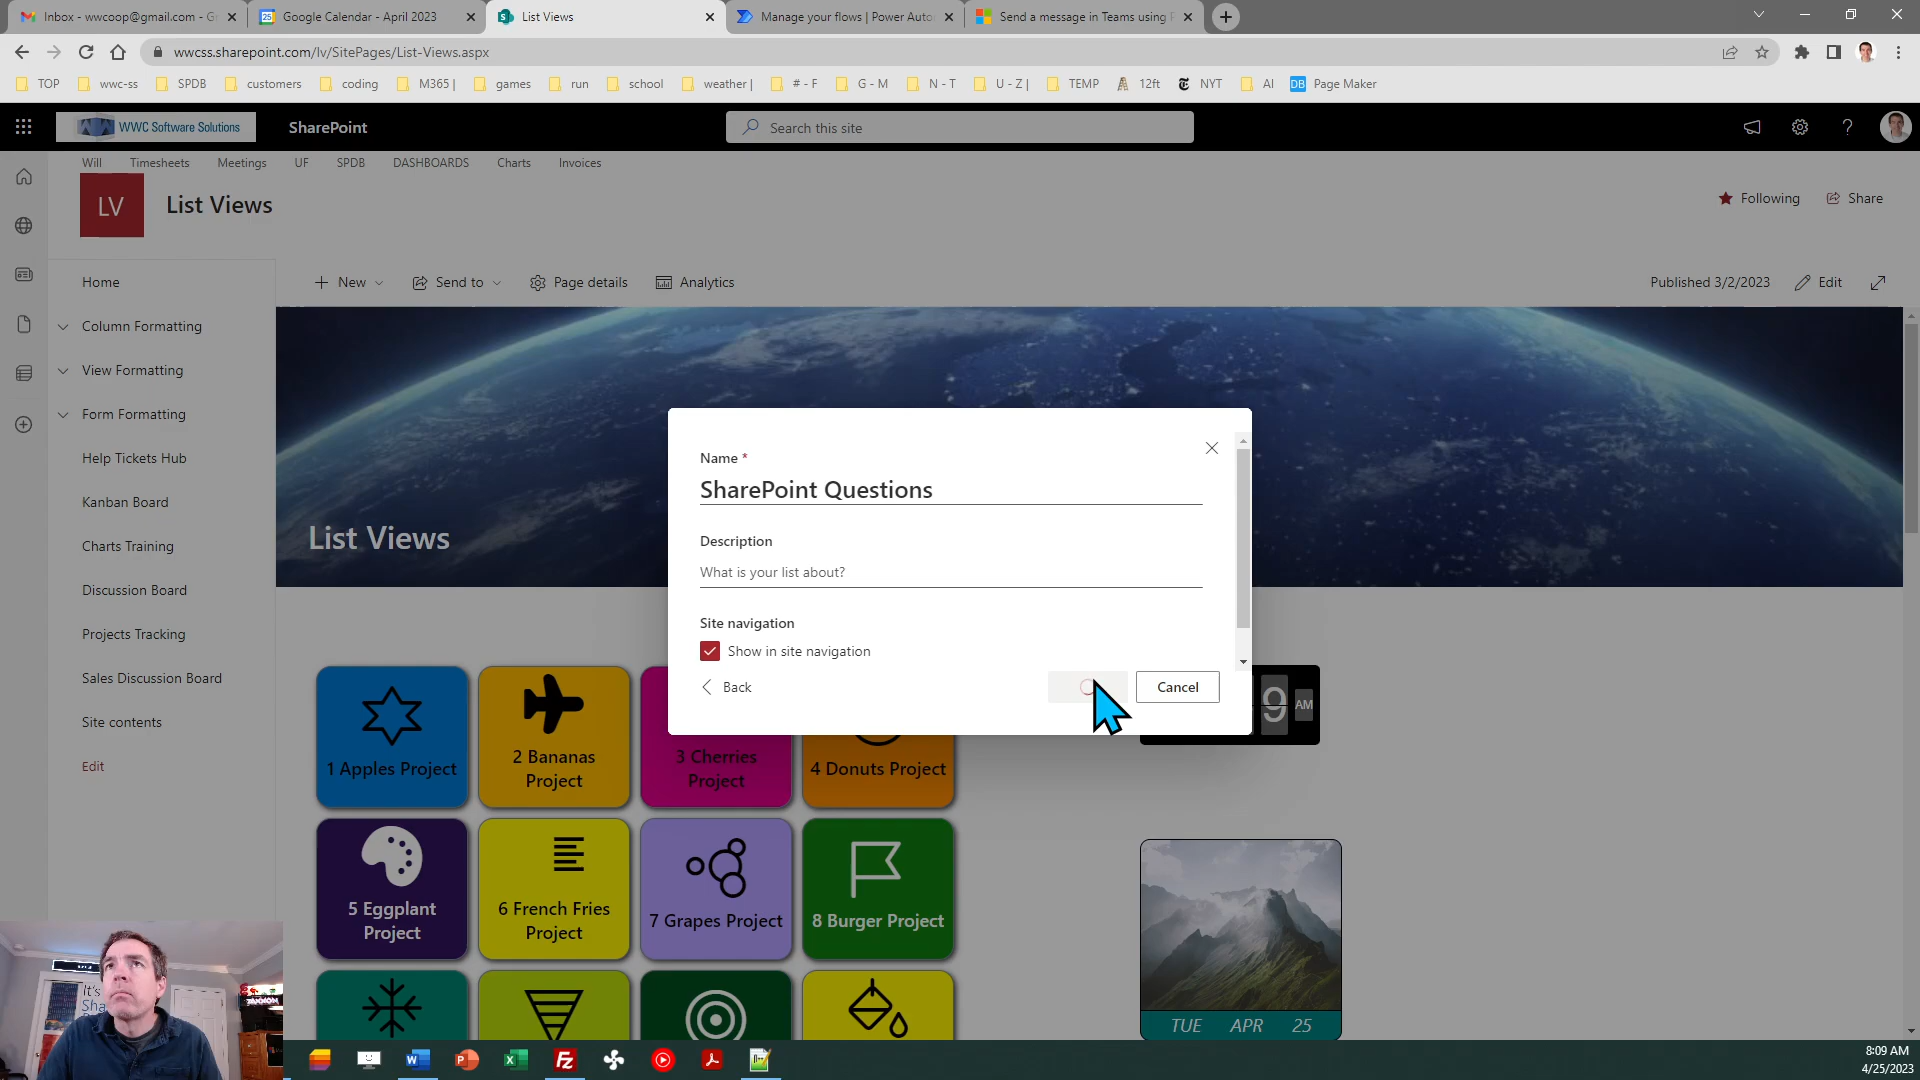 Inbox - wwcoop@gmail.com - G
Google Calendar - April 2023
List Views
Manage your flows | Power Auto
Send a message in Teams using
wwcss.sharepoint.com/lv/SitePages/List-Views.aspx
TOP
wwc-ss
SPDB
customers
coding
M365 |
games
run
school
weather |
# - F
G - M
N - T
U - Z |
TEMP
12ft
NYT
AI
DB
Page Maker
WWC Software Solutions
SharePoint
Search this site
Will
Timesheets
Meetings
UF
SPDB
DASHBOARDS
Charts
Invoices
LV
List Views
Following
Share
Home
Column Formatting
View Formatting
Form Formatting
Help Tickets Hub
Kanban Board
Charts Training
Discussion Board
Projects Tracking
Sales Discussion Board
Site contents
Edit
New
Send to
Page details
Analytics
Published 3/2/2023
Edit
List Views
Name *
SharePoint Questions
Description
What is your list about?
Site navigation
Show in site navigation
Back
Cancel
9
AM
1 Apples Project
2 Bananas
Project
3 Cherries
Project
4 Donuts Project
5 Eggplant
Project
6 French Fries
Project
7 Grapes Project
8 Burger Project
TUE APR 25
It's
Sha
8:09 AM
4/25/2023